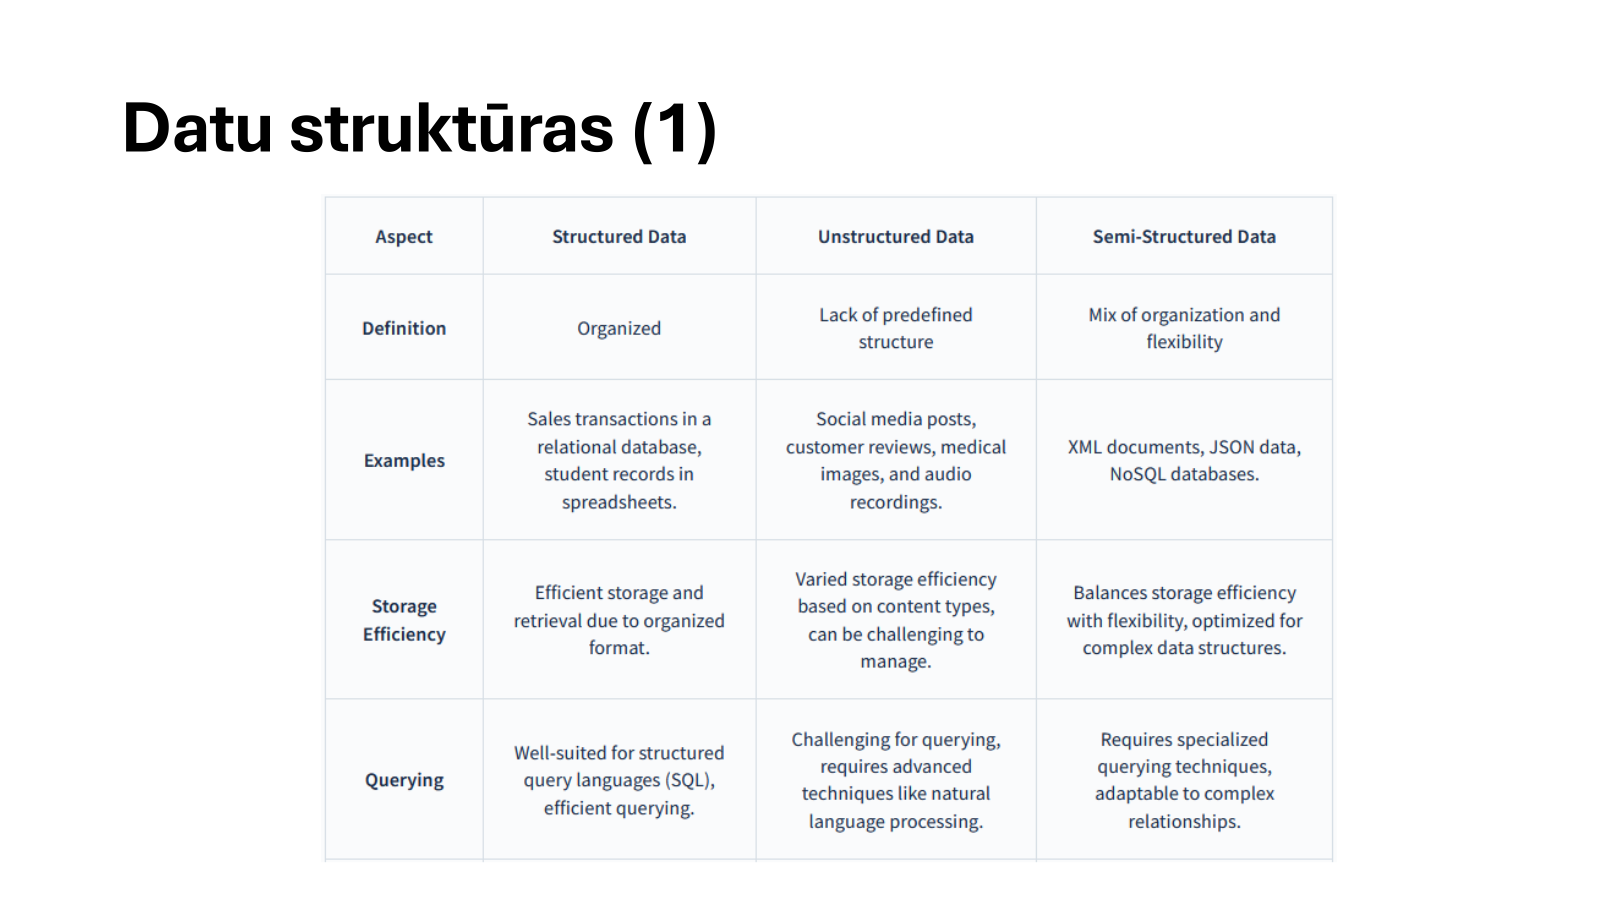 Datu struktūras (1)
Aspect
Structured Data
Unstructured Data
Semi-Structured Data
Definition
Organized
Lack of predefined
structure
Mix of organization and
flexibility
Examples
Sales transactions in a
relational database,
student records in
spreadsheets.
Social media posts,
customer reviews, medical
images, and audio
recordings.
XML documents, JSON data,
NoSQL databases.
Storage
Efficiency
Efficient storage and
retrieval due to organized
format.
Varied storage efficiency
based on content types,
can be challenging to
manage.
Balances storage efficiency
with flexibility, optimized for
complex data structures.
Querying
Well-suited for structured
query languages (SQL),
efficient querying.
Challenging for querying,
requires advanced
techniques like natural
language processing.
Requires specialized
querying techniques,
adaptable to complex
relationships.